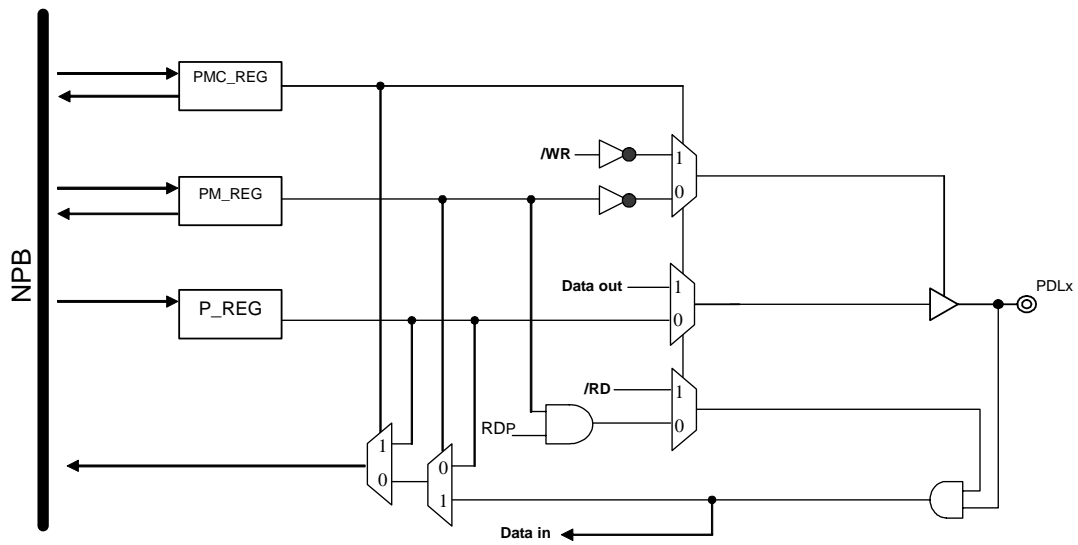 PMC_REG
/WR
1
0
PM_REG
NPB
PDLx
Data out
1
0
P_REG
/RD
1
0
RDP
1
0
0
1
Data in